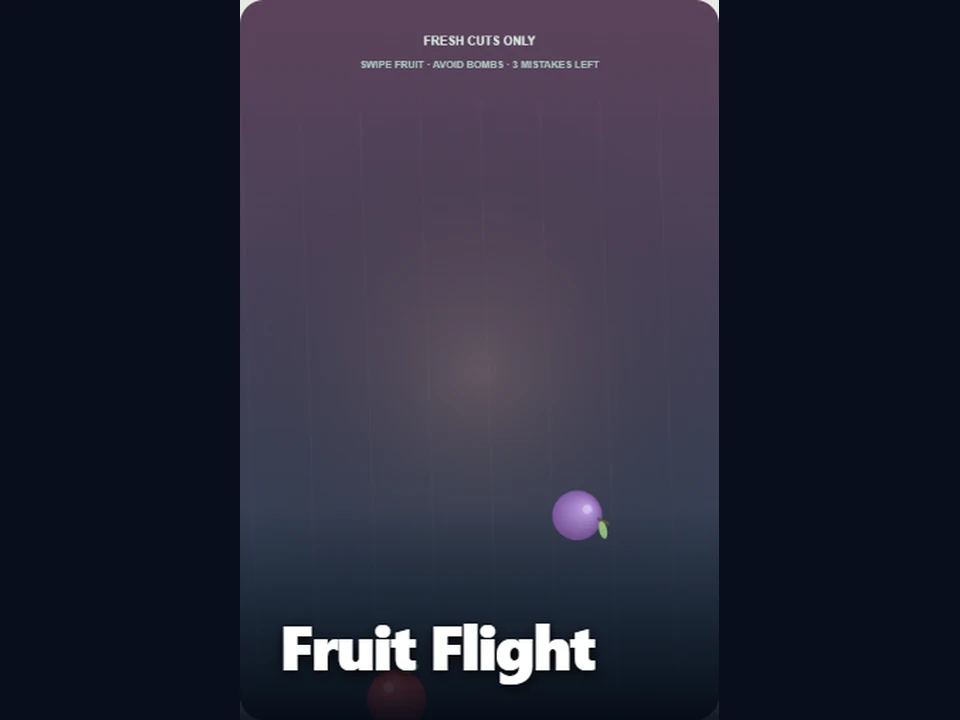 FRESH CUTS ONLY
SWIPE FRUIT · AVOID BOMBS · 3 MISTAKES LEFT
Fruit Flight